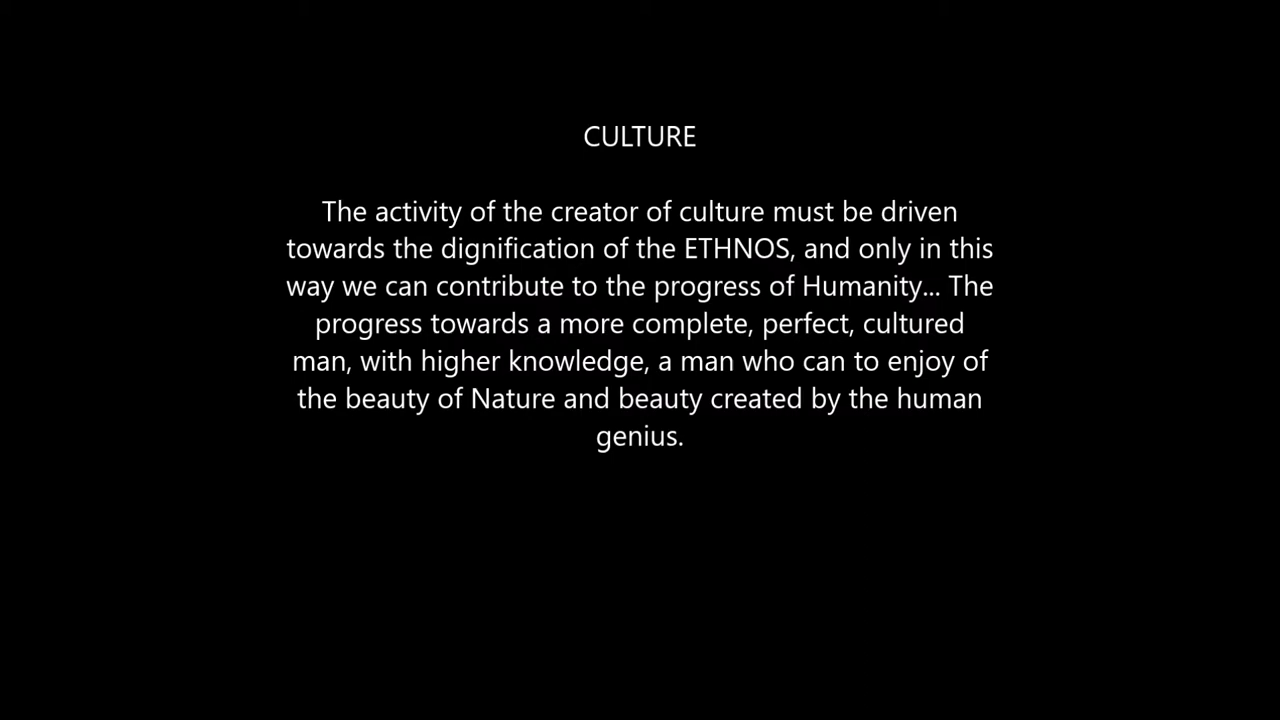 CULTURE
The activity of the creator of culture must be driven
towards the dignification of the ETHNOS, and only in this
way we can contribute to the progress of Humanity... The
progress towards a more complete, perfect, cultured
man, with higher knowledge, a man who can to enjoy of
the beauty of Nature and beauty created by the human
genius.